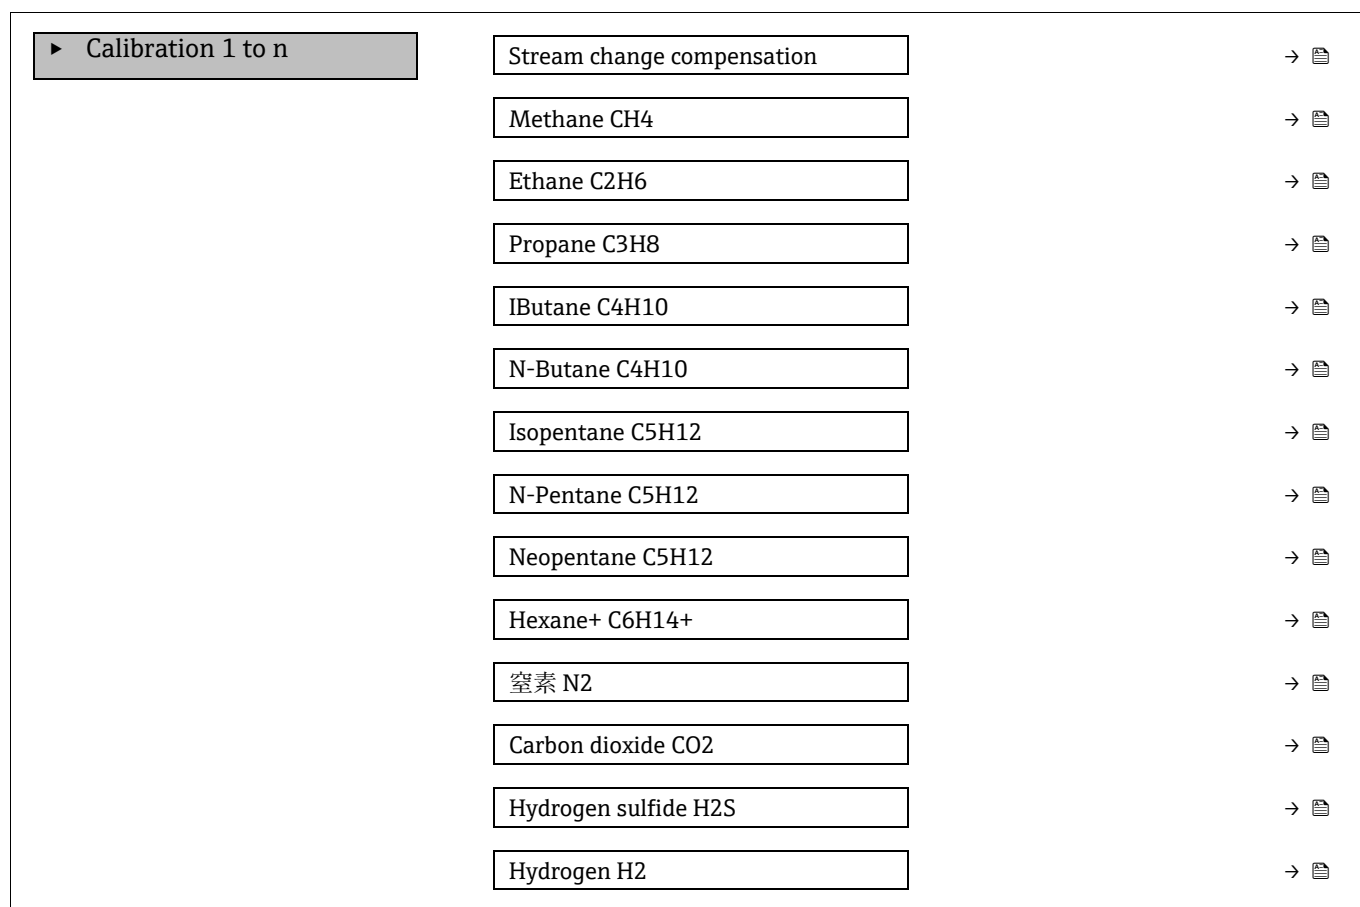 ▸ Calibration 1 to n
Stream change compensation → 🖹
Methane CH4 → 🖹
Ethane C2H6 → 🖹
Propane C3H8 → 🖹
IButane C4H10 → 🖹
N-Butane C4H10 → 🖹
Isopentane C5H12 → 🖹
N-Pentane C5H12 → 🖹
Neopentane C5H12 → 🖹
Hexane+ C6H14+ → 🖹
窒素 N2 → 🖹
Carbon dioxide CO2 → 🖹
Hydrogen sulfide H2S → 🖹
Hydrogen H2 → 🖹